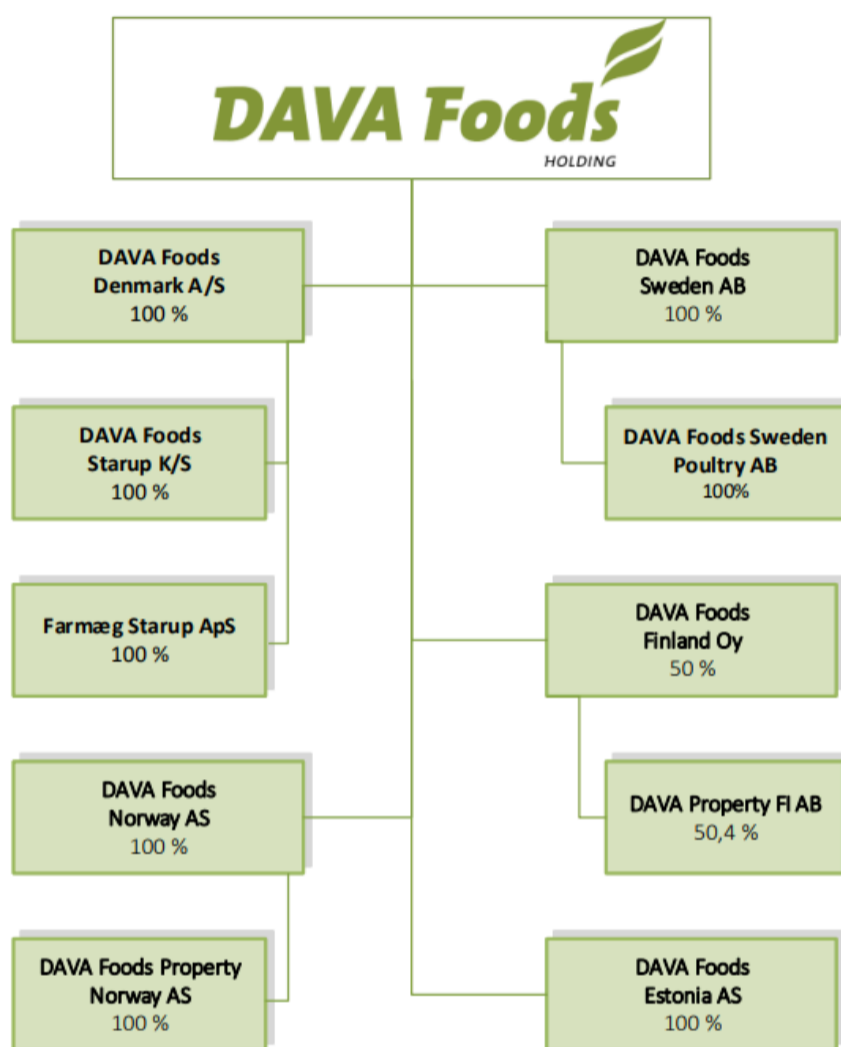 DAVA Foods
HOLDING
DAVA Foods
Denmark A/S
100 %
DAVA Foods
Sweden AB
100 %
DAVA Foods
Starup K/S
100 %
DAVA Foods Sweden
Poultry AB
100%
Farmæg Starup ApS
100 %
DAVA Foods
Finland Oy
50 %
DAVA Foods
Norway AS
100 %
DAVA Property FI AB
50,4 %
DAVA Foods Property
Norway AS
100 %
DAVA Foods
Estonia AS
100 %